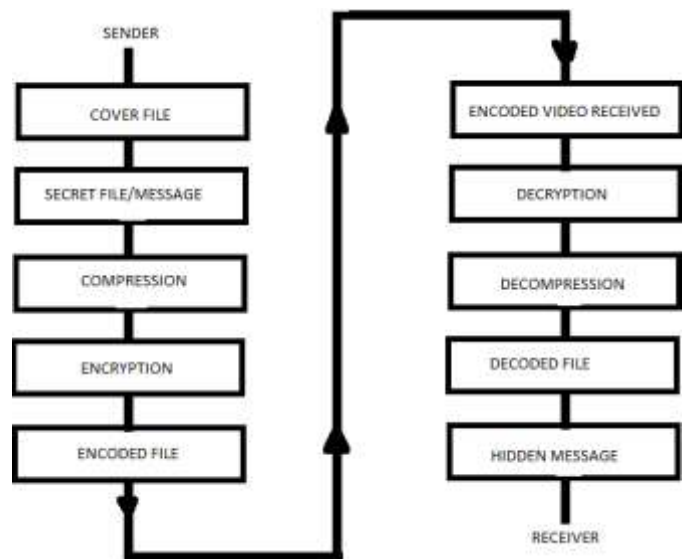 SENDER
COVER FILE
SECRET FILE/MESSAGE
COMPRESSION
ENCRYPTION
ENCODED FILE
ENCODED VIDEO RECEIVED
DECRYPTION
DECOMPRESSION
DECODED FILE
HIDDEN MESSAGE
RECEIVER